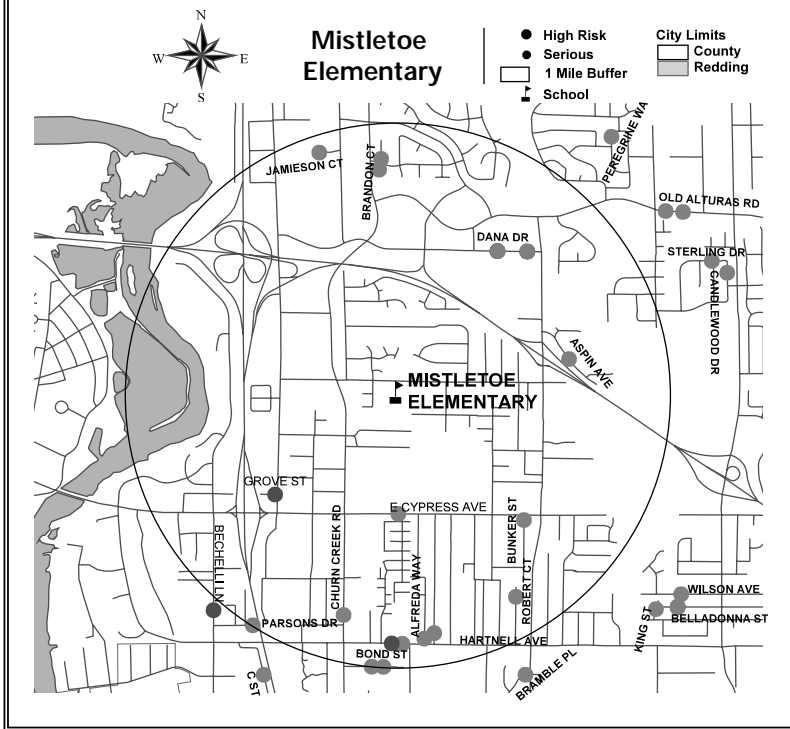 N
W E
S
Mistletoe
Elementary
High Risk
Serious
1 Mile Buffer
School
City Limits
County
Redding
PEREGRINE WA
JAMIESON CT
BRANDON CT
OLD ALTURAS RD
DANA DR
STERLING DR
CANDLEWOOD DR
ASPIN AVE
MISTLETOE
ELEMENTARY
GROVE ST
E CYPRESS AVE
BECHELLI LN
CHURN CREEK RD
BUNKER ST
ALFREDA WAY
ROBERT CT
WILSON AVE
KING ST
BELLADONNA ST
PARSONS DR
HARTNELL AVE
BOND ST
C ST
BRAMBLE PL